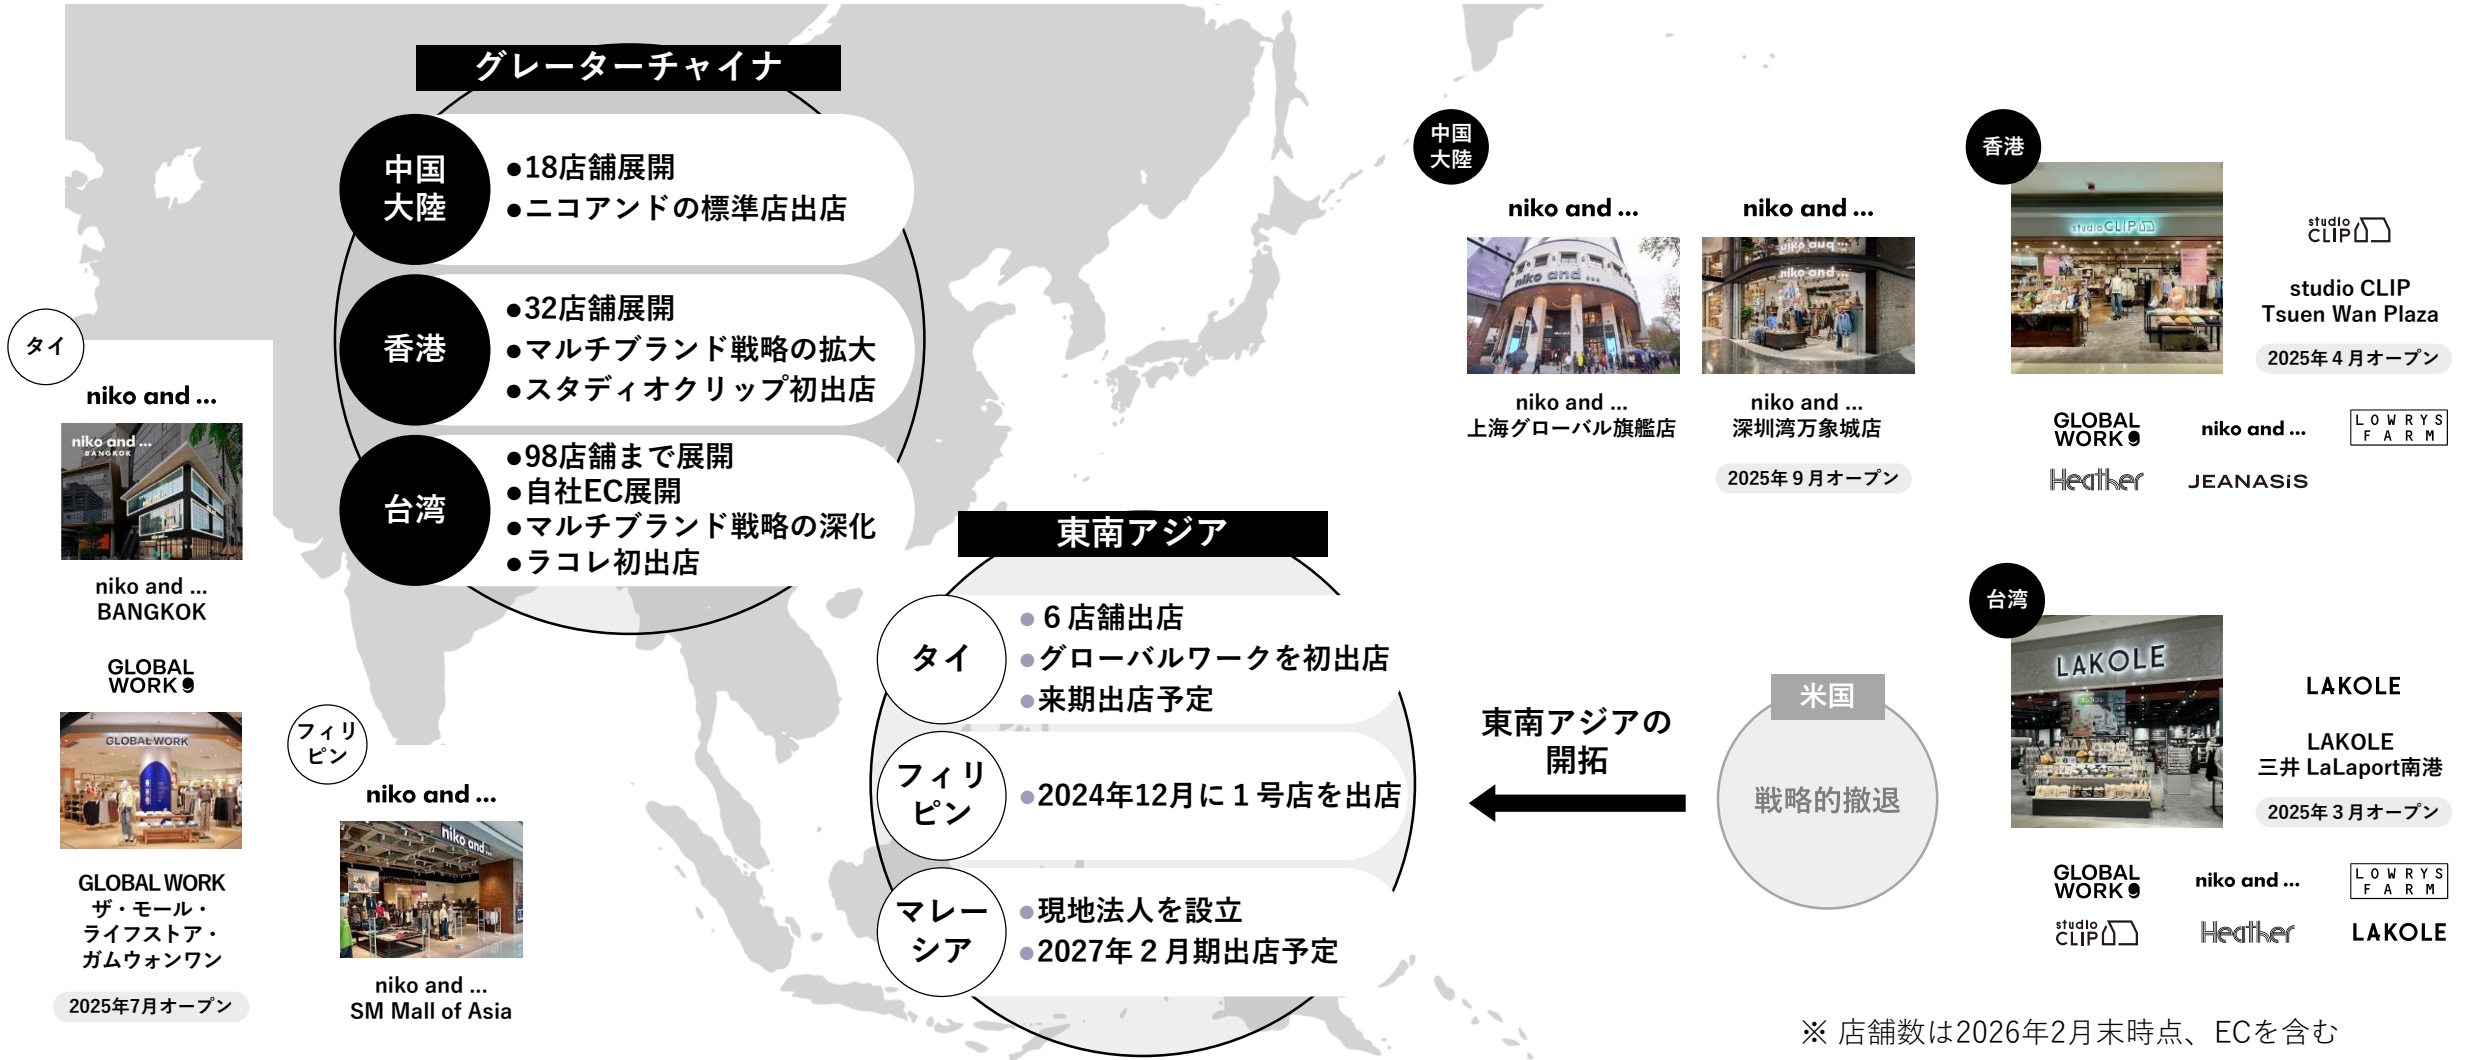 グレーターチャイナ
中国
大陸
●18店舗展開
●ニコアンドの標準店出店
香港
●32店舗展開
●マルチブランド戦略の拡大
●スタディオクリップ初出店
台湾
●98店舗まで展開
●自社EC展開
●マルチブランド戦略の深化
●ラコレ初出店
東南アジア
タイ
●６店舗出店
●グローバルワークを初出店
●来期出店予定
フィリ
ピン
●2024年12月に１号店を出店
マレー
シア
●現地法人を設立
●2027年２月期出店予定
東南アジアの
開拓
米国
戦略的撤退
タイ
niko and ...
niko and ...
BANGKOK
niko and ...
BANGKOK
GLOBAL
WORK
GLOBAL WORK
GLOBAL WORK
ザ・モール・
ライフストア・
ガムウォンワン
2025年7月オープン
フィリ
ピン
niko and ...
niko and ...
niko and ...
SM Mall of Asia
中国
大陸
niko and ...
niko and ...
niko and ...
上海グローバル旗艦店
niko and ...
niko and ...
niko and ...
niko and ...
深圳湾万象城店
2025年９月オープン
香港
studio CLIP
studio
CLIP
studio CLIP
Tsuen Wan Plaza
2025年４月オープン
GLOBAL
WORK
niko and ...
LOWRYS
FARM
Heather
JEANASiS
台湾
LAKOLE
LAKOLE
LAKOLE
三井 LaLaport南港
2025年３月オープン
GLOBAL
WORK
niko and ...
LOWRYS
FARM
studio
CLIP
Heather
LAKOLE
※ 店舗数は2026年2月末時点、ECを含む